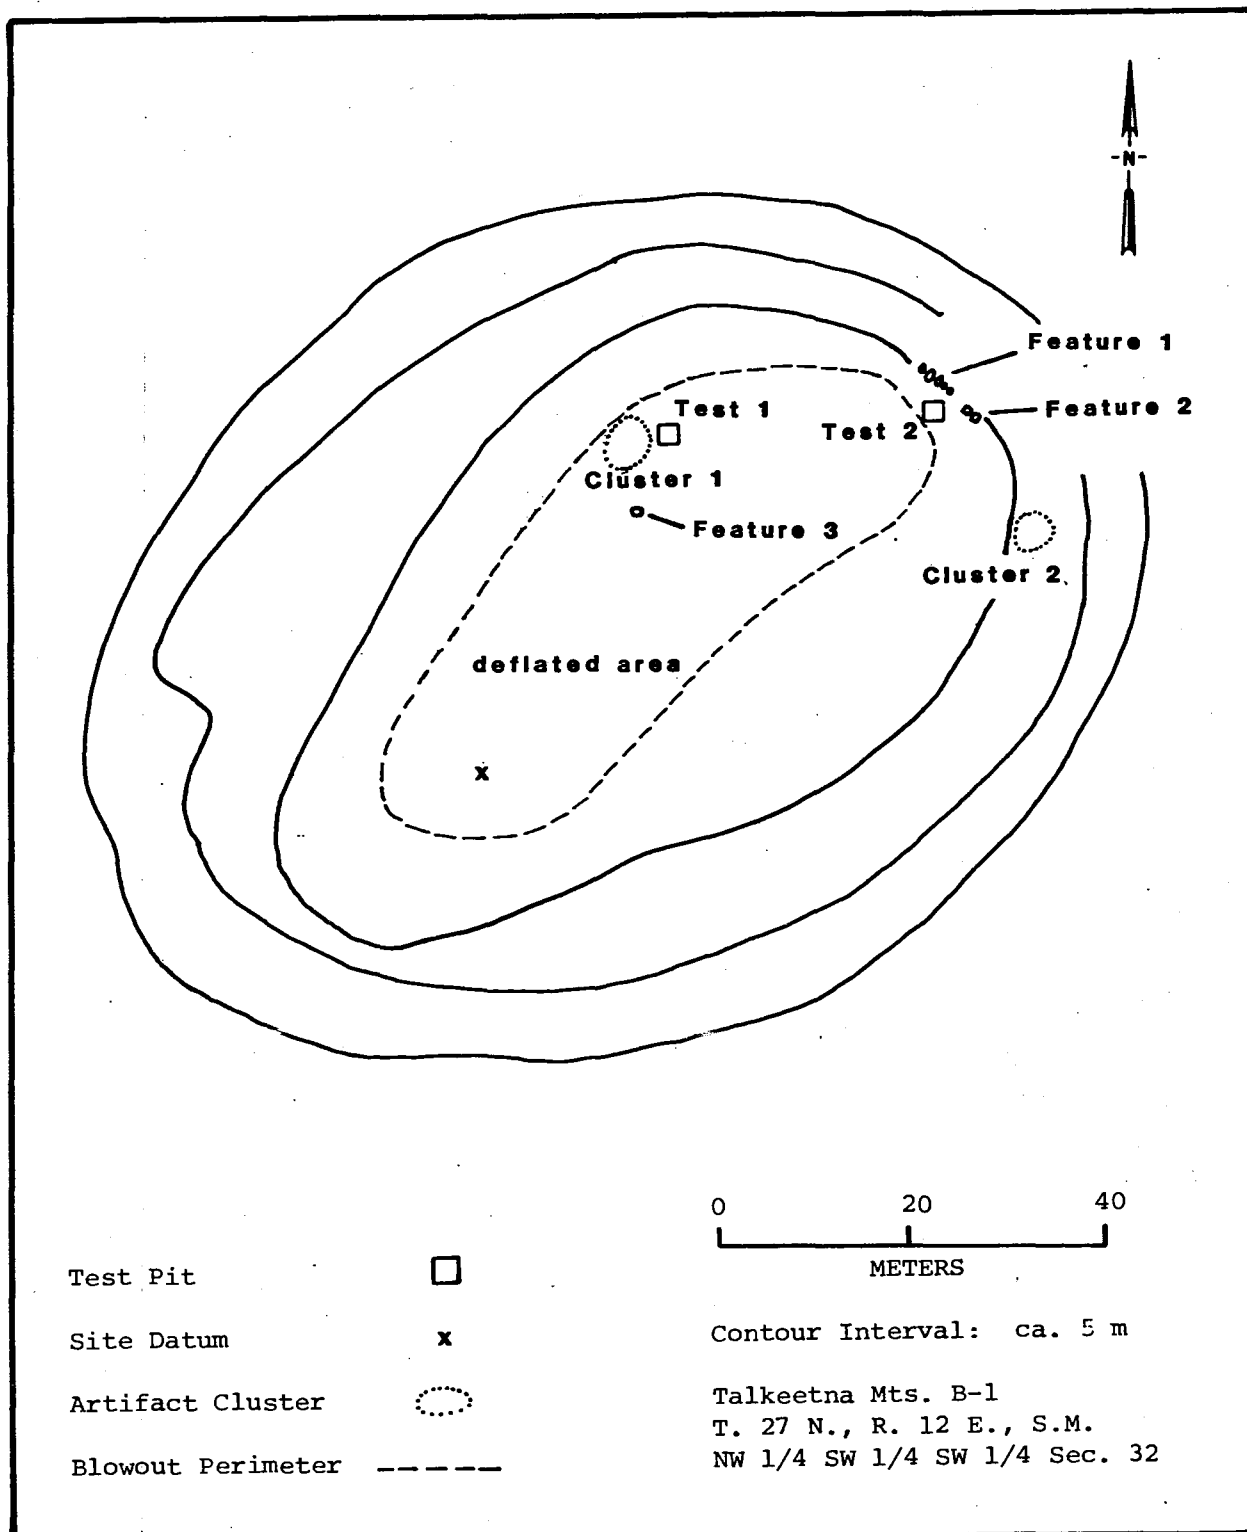 -N-
Feature 1
Test 1
Feature 2
Test 2
Cluster 1
Feature 3
Cluster 2
deflated area
x
0 20 40
METERS
Test Pit
Site Datum x
Artifact Cluster
Blowout Perimeter
Contour Interval: ca. 5 m
Talkeetna Mts. B-1
T. 27 N., R. 12 E., S.M.
NW 1/4 SW 1/4 SW 1/4 Sec. 32